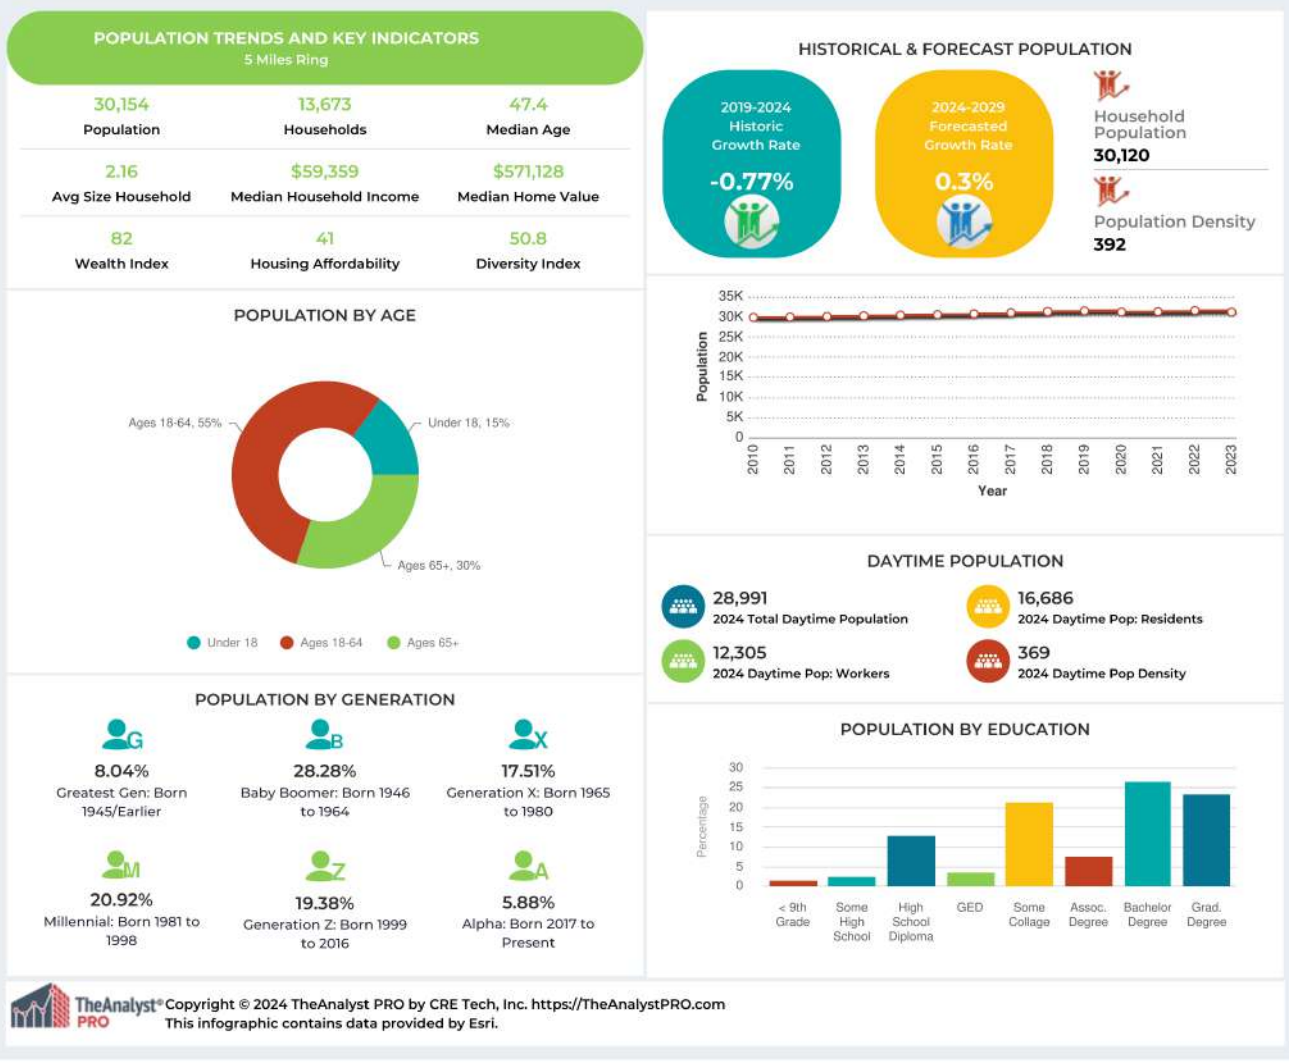 POPULATION TRENDS AND KEY INDICATORS
5 Miles Ring
30,154
Population
13,673
Households
47.4
Median Age
2.16
Avg Size Household
$59,359
Median Household Income
$571,128
Median Home Value
82
Wealth Index
41
Housing Affordability
50.8
Diversity Index
POPULATION BY AGE
Ages 18-64, 55%
Under 18, 15%
Ages 65+, 30%
Under 18
Ages 18-64
Ages 65+
POPULATION BY GENERATION
G
8.04%
Greatest Gen: Born
1945/Earlier
B
28.28%
Baby Boomer: Born 1946
to 1964
X
17.51%
Generation X: Born 1965
to 1980
M
20.92%
Millennial: Born 1981 to
1998
Z
19.38%
Generation Z: Born 1999
to 2016
A
5.88%
Alpha: Born 2017 to
Present
HISTORICAL & FORECAST POPULATION
2019-2024
Historic
Growth Rate
-0.77%
2024-2029
Forecasted
Growth Rate
0.3%
Household
Population
30,120
Population Density
392
35K
30K
25K
20K
15K
10K
5K
0
Population
2010
2011
2012
2013
2014
2015
2016
2017
2018
2019
2020
2021
2022
2023
Year
DAYTIME POPULATION
28,991
2024 Total Daytime Population
16,686
2024 Daytime Pop: Residents
12,305
2024 Daytime Pop: Workers
369
2024 Daytime Pop Density
POPULATION BY EDUCATION
30
25
20
15
10
5
0
Percentage
< 9th
Grade
Some
High
School
High
School
Diploma
GED
Some
Collage
Assoc.
Degree
Bachelor
Degree
Grad.
Degree
TheAnalyst®
PRO
Copyright © 2024 TheAnalyst PRO by CRE Tech, Inc. https://TheAnalystPRO.com
This infographic contains data provided by Esri.